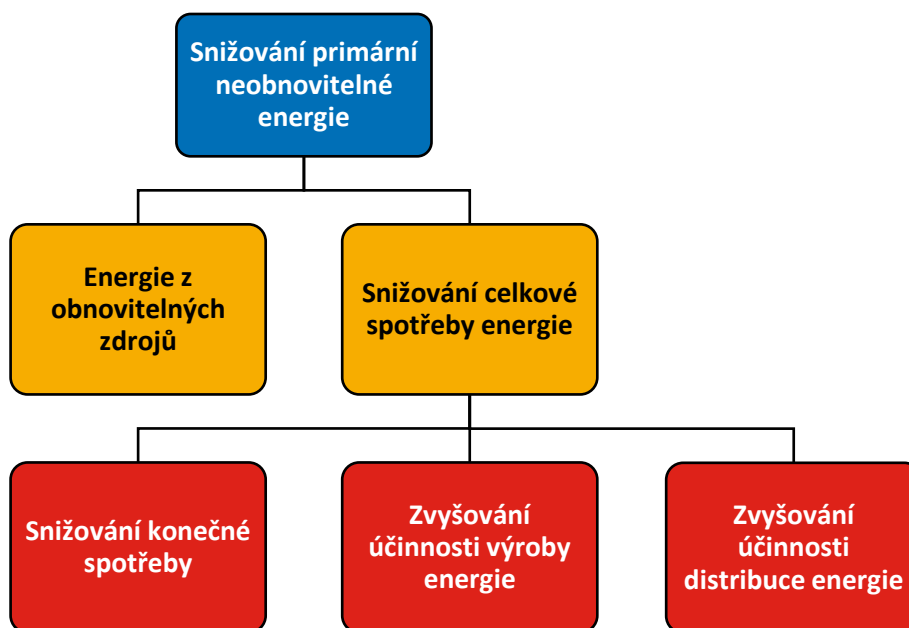 Snižování primární
neobnovitelné
energie
Energie z
obnovitelných
zdrojů
Snižování celkové
spotřeby energie
Snižování konečné
spotřeby
Zvyšování
účinnosti výroby
energie
Zvyšování
účinnosti
distribuce energie